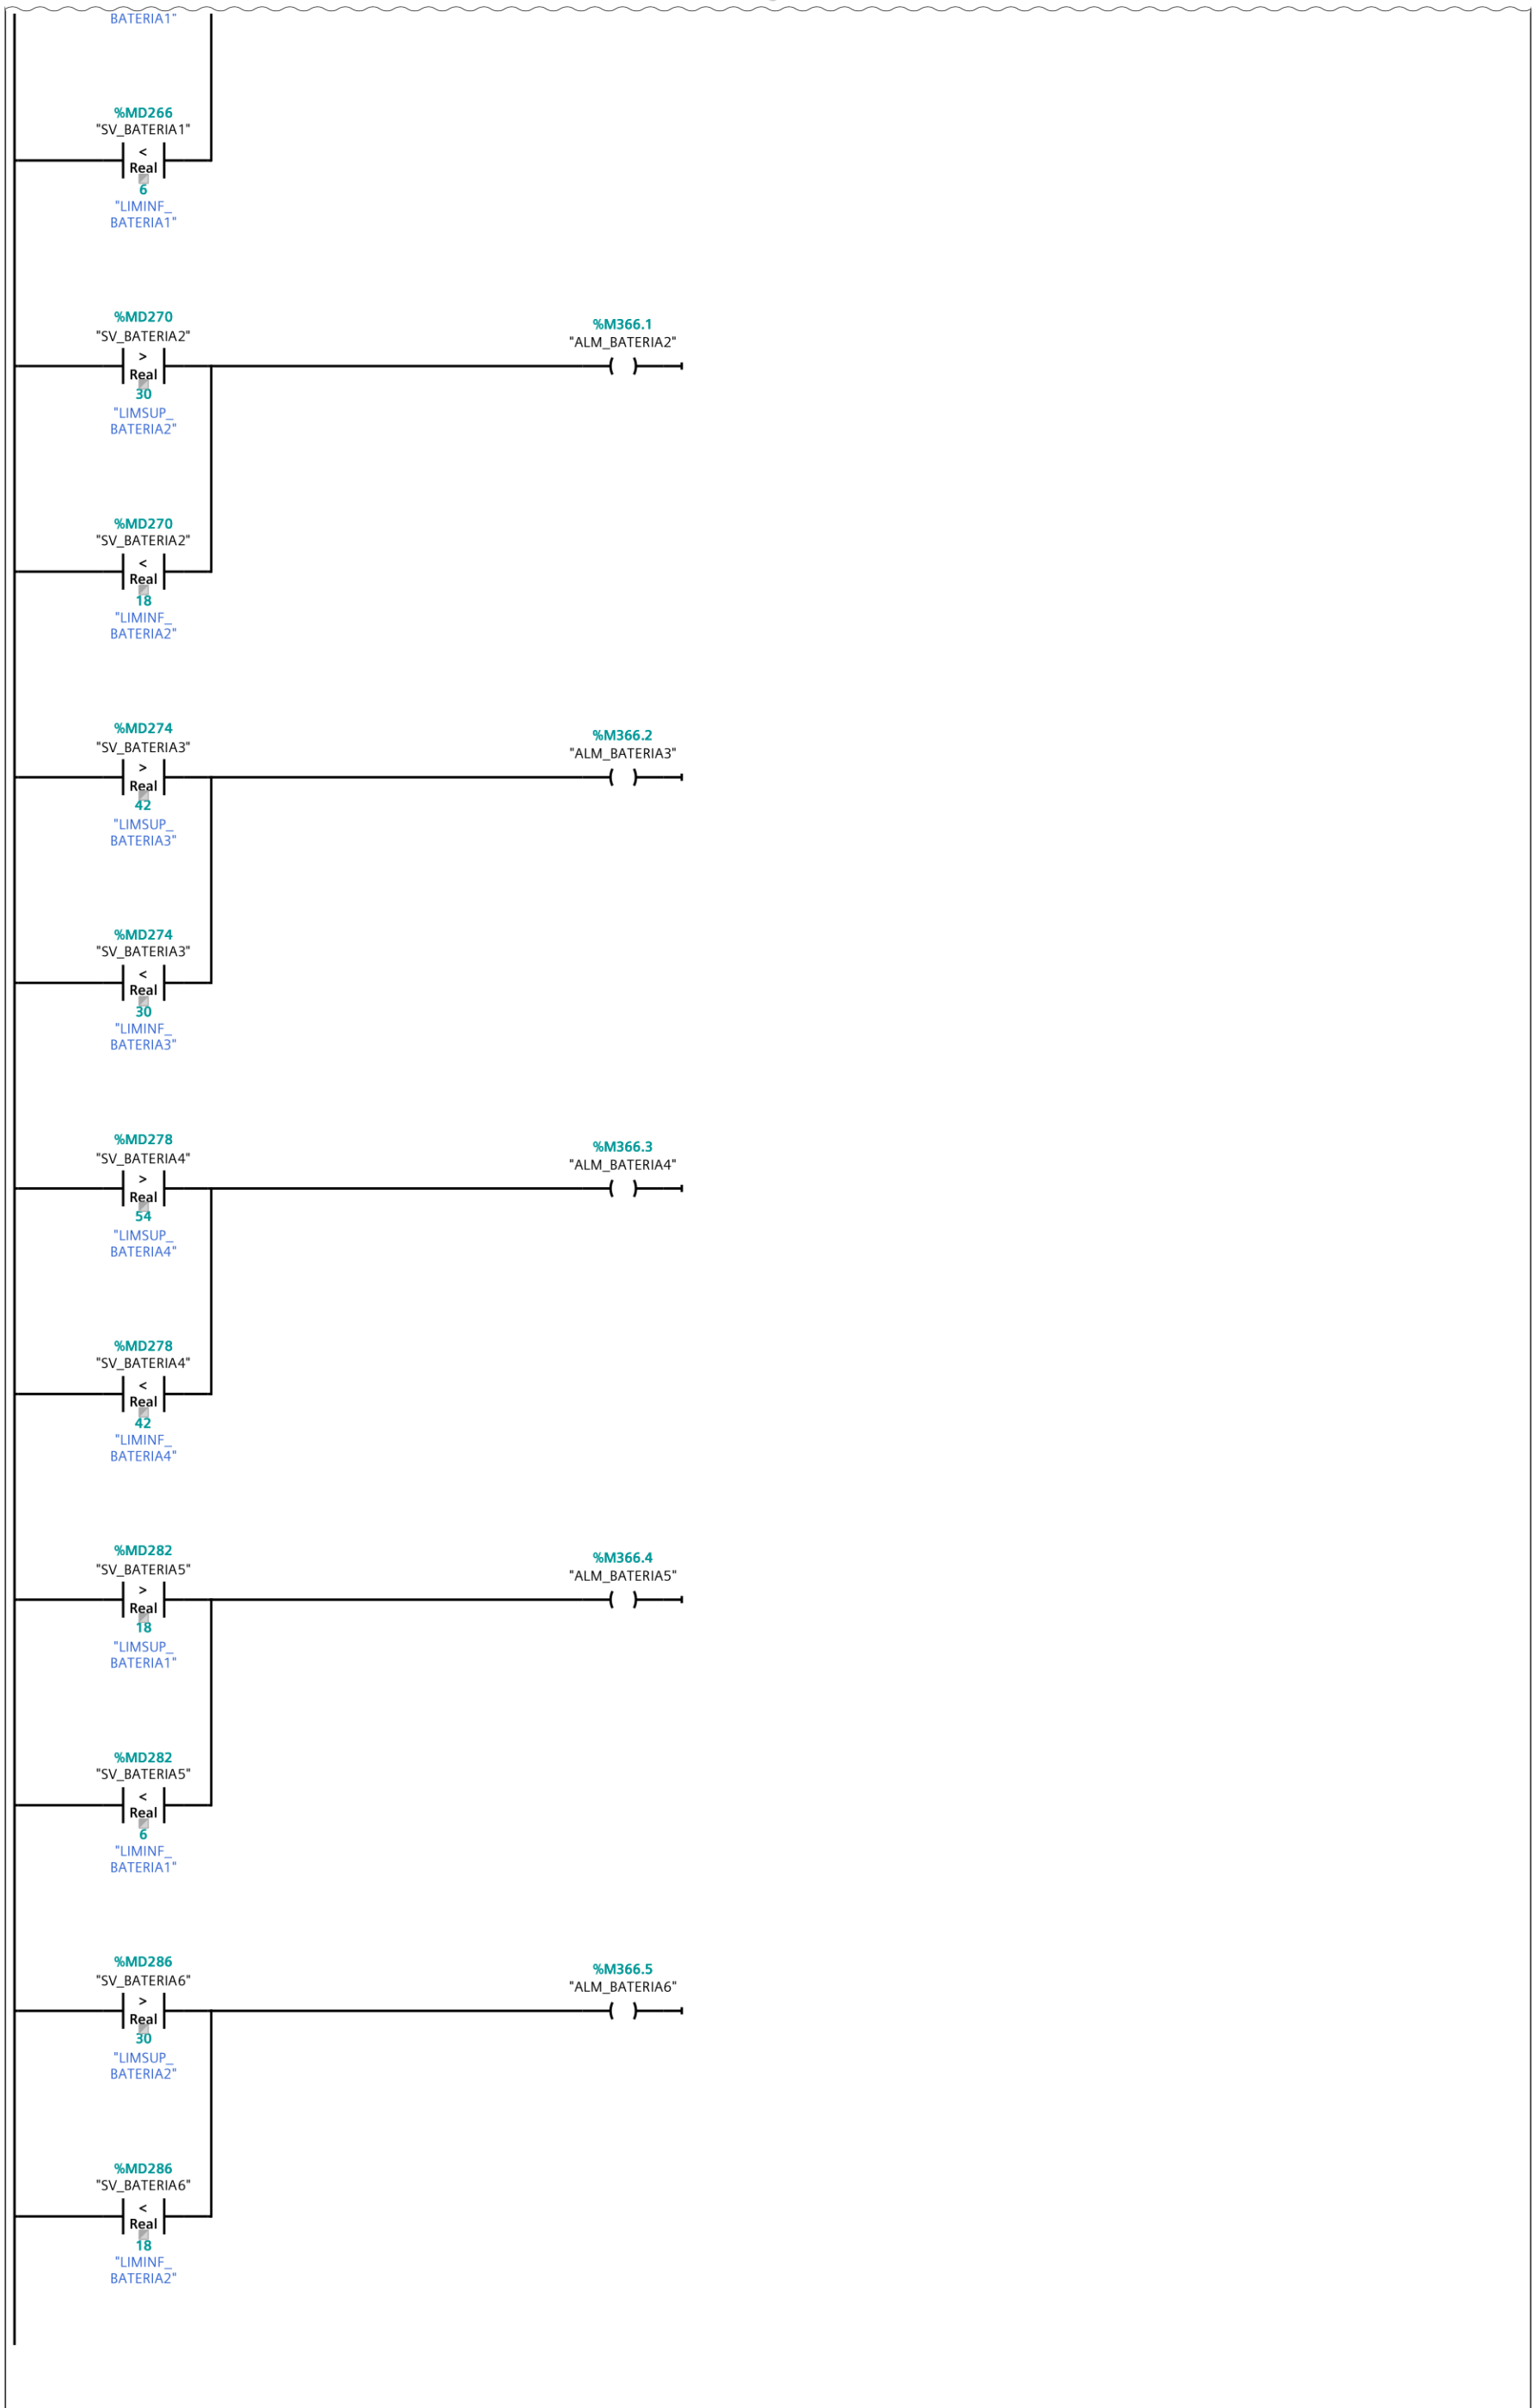 BATERIA1"
%MD266
"SV_BATERIA1"
<
Real
6
"LIMINF_
BATERIA1"
%MD270
"SV_BATERIA2"
>
Real
30
"LIMSUP_
BATERIA2"
%M366.1
"ALM_BATERIA2"
%MD270
"SV_BATERIA2"
<
Real
18
"LIMINF_
BATERIA2"
%MD274
"SV_BATERIA3"
>
Real
42
"LIMSUP_
BATERIA3"
%M366.2
"ALM_BATERIA3"
%MD274
"SV_BATERIA3"
<
Real
30
"LIMINF_
BATERIA3"
%MD278
"SV_BATERIA4"
>
Real
54
"LIMSUP_
BATERIA4"
%M366.3
"ALM_BATERIA4"
%MD278
"SV_BATERIA4"
<
Real
42
"LIMINF_
BATERIA4"
%MD282
"SV_BATERIA5"
>
Real
18
"LIMSUP_
BATERIA1"
%M366.4
"ALM_BATERIA5"
%MD282
"SV_BATERIA5"
<
Real
6
"LIMINF_
BATERIA1"
%MD286
"SV_BATERIA6"
>
Real
30
"LIMSUP_
BATERIA2"
%M366.5
"ALM_BATERIA6"
%MD286
"SV_BATERIA6"
<
Real
18
"LIMINF_
BATERIA2"